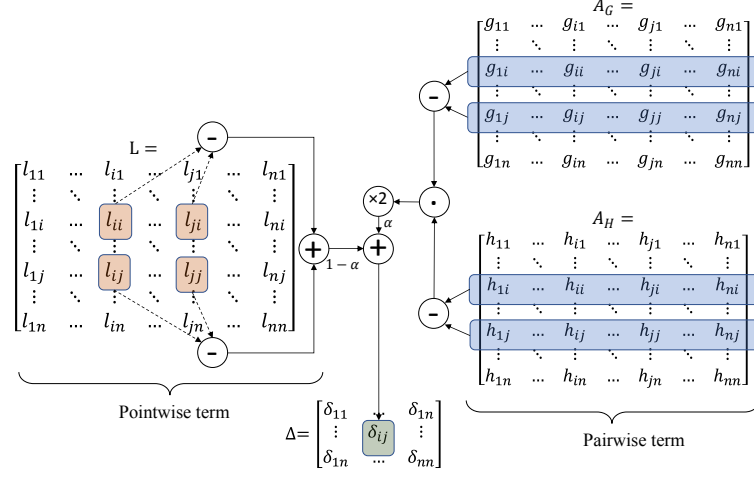 A_G =
g_11 ... g_i1 ... g_j1 ... g_n1
⋮ ⋱ ⋮ ⋱ ⋮ ⋱ ⋮
g_1i ... g_ii ... g_ji ... g_ni
⋮ ⋱ ⋮ ⋱ ⋮ ⋱ ⋮
g_1j ... g_ij ... g_jj ... g_nj
⋮ ⋱ ⋮ ⋱ ⋮ ⋱ ⋮
g_1n ... g_in ... g_jn ... g_nn
-
-
L =
l_11 ... l_i1 ... l_j1 ... l_n1
⋮ ⋱ ⋮ ⋱ ⋮ ⋱ ⋮
l_1i ... l_ii ... l_ji ... l_ni
⋮ ⋱ ⋮ ⋱ ⋮ ⋱ ⋮
l_1j ... l_ij ... l_jj ... l_nj
⋮ ⋱ ⋮ ⋱ ⋮ ⋱ ⋮
l_1n ... l_in ... l_jn ... l_nn
-
Pointwise term
+
1 − α
×2
α
+
·
A_H =
h_11 ... h_i1 ... h_j1 ... h_n1
⋮ ⋱ ⋮ ⋱ ⋮ ⋱ ⋮
h_1i ... h_ii ... h_ji ... h_ni
⋮ ⋱ ⋮ ⋱ ⋮ ⋱ ⋮
h_1j ... h_ij ... h_jj ... h_nj
⋮ ⋱ ⋮ ⋱ ⋮ ⋱ ⋮
h_1n ... h_in ... h_jn ... h_nn
-
Pairwise term
Δ=
δ_11 ... δ_1n
⋮ δ_ij ⋮
δ_1n ... δ_nn